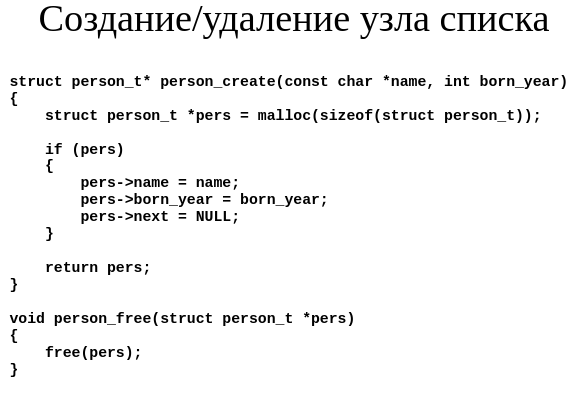 Создание/удаление узла списка
struct person_t* person_create(const char *name, int born_year)
{
    struct person_t *pers = malloc(sizeof(struct person_t));
    if (pers)
    {
        pers->name = name;
        pers->born_year = born_year;
        pers->next = NULL;
    }
    return pers;
}
void person_free(struct person_t *pers)
{
    free(pers);
}